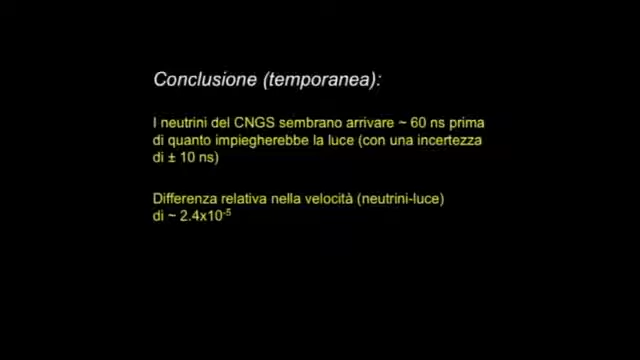 Conclusione (temporanea):
I neutrini del CNGS sembrano arrivare ~ 60 ns prima
di quanto impiegherebbe la luce (con una incertezza
di ± 10 ns)
Differenza relativa nella velocità (neutrini-luce)
di ~ 2.4x10⁻⁵